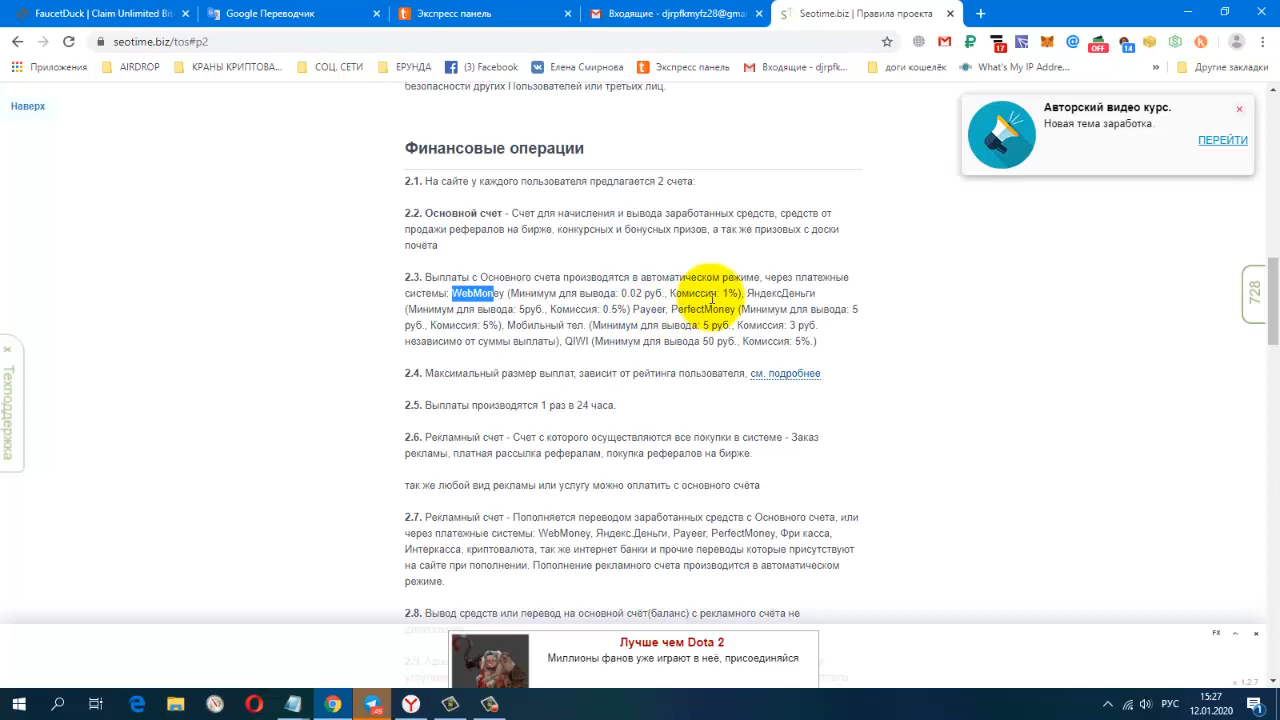 FaucetDuck | Claim Unlimited Bit
Google Переводчик
Экспресс панель
Входящие - djrpfkmyfz28@gmai
Seotime.biz | Правила проекта
seotime.biz/tos#p2
17
OFF
14
Приложения
AIRDROP
КРАНЫ КРИПТОВА...
СОЦ. СЕТИ
ЕРУНДА
(3) Facebook
Елена Смирнова
Экспресс панель
Входящие - djrpfk...
доги кошелёк
What's My IP Addre...
»
Другие закладки
безопасности других Пользователей или третьих лиц.
Наверх
Авторский видео курс.
Новая тема заработка.
ПЕРЕЙТИ
Финансовые операции
2.1. На сайте у каждого пользователя предлагается 2 счета:
2.2. Основной счет - Счет для начисления и вывода заработанных средств, средств от
продажи рефералов на бирже, конкурсных и бонусных призов, а так же призовых с доски
почёта
2.3. Выплаты с Основного счета производятся в автоматическом режиме, через платежные
системы: WebMoney (Минимум для вывода: 0.02 руб., Комиссия: 1%), ЯндексДеньги
(Минимум для вывода: 5руб., Комиссия: 0.5%) Payeer, PerfectMoney (Минимум для вывода: 5
руб., Комиссия: 5%), Мобильный тел. (Минимум для вывода: 5 руб., Комиссия: 3 руб.
независимо от суммы выплаты), QIWI (Минимум для вывода 50 руб., Комиссия: 5%.)
2.4. Максимальный размер выплат, зависит от рейтинга пользователя, см. подробнее
2.5. Выплаты производятся 1 раз в 24 часа.
2.6. Рекламный счет - Счет с которого осуществляются все покупки в системе - Заказ
рекламы, платная рассылка рефералам, покупка рефералов на бирже.
так же любой вид рекламы или услугу можно оплатить с основного счёта
2.7. Рекламный счет - Пополняется переводом заработанных средств с Основного счета, или
через платежные системы: WebMoney, Яндекс.Деньги, Payeer, PerfectMoney, Фри касса,
Интеркасса, криптовалюта, так же интернет банки и прочие переводы которые присутствуют
на сайте при пополнении. Пополнение рекламного счета производится в автоматическом
режиме.
2.8. Вывод средств или перевод на основной счёт(баланс) с рекламного счёта не
728
Техподдержка
Лучше чем Dota 2
Миллионы фанов уже играют в неё, присоединяйся
FX
x 1.2.7
49
РУС
15:27
12.01.2020
1